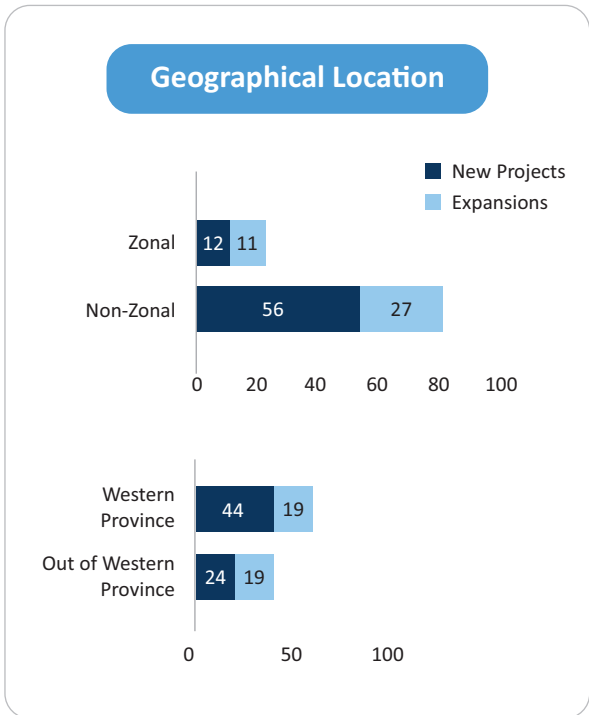 Geographical Location
New Projects
Expansions
Zonal
12 11
Non-Zonal
56 27
0 20 40 60 80 100
Western
Province
44 19
Out of Western
Province
24 19
0 50 100